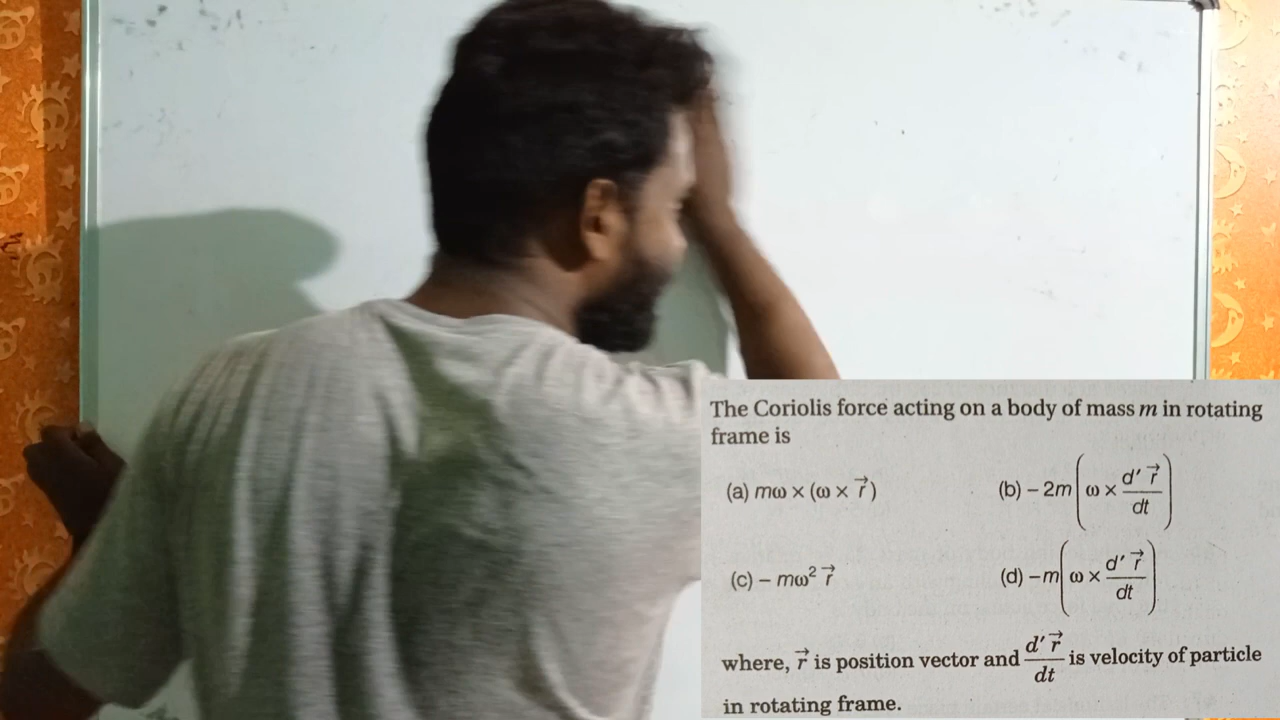 The Coriolis force acting on a body of mass m in rotating
frame is
(a) mω × (ω × r⃗) (b) – 2m(ω × d′ r⃗/dt)
(c) – mω² r⃗ (d) – m(ω × d′ r⃗/dt)
where, r⃗ is position vector and d′ r⃗/dt is velocity of particle
in rotating frame.